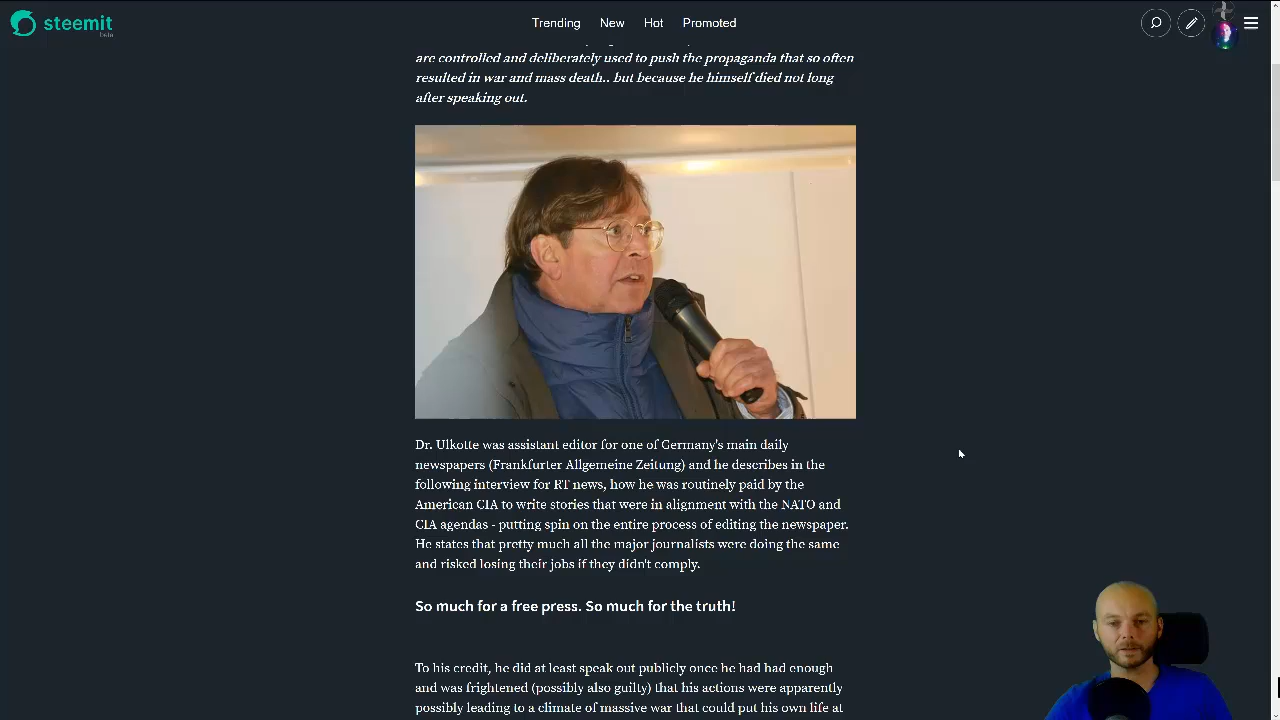 steemit
beta
Trending
New
Hot
Promoted
are controlled and deliberately used to push the propaganda that so often
resulted in war and mass death.. but because he himself died not long
after speaking out.
Dr. Ulkotte was assistant editor for one of Germany's main daily
newspapers (Frankfurter Allgemeine Zeitung) and he describes in the
following interview for RT news, how he was routinely paid by the
American CIA to write stories that were in alignment with the NATO and
CIA agendas - putting spin on the entire process of editing the newspaper.
He states that pretty much all the major journalists were doing the same
and risked losing their jobs if they didn't comply.
So much for a free press. So much for the truth!
To his credit, he did at least speak out publicly once he had had enough
and was frightened (possibly also guilty) that his actions were apparently
possibly leading to a climate of massive war that could put his own life at